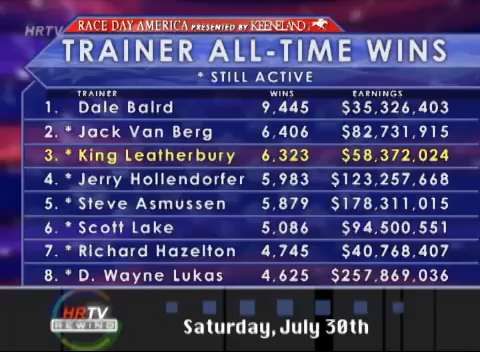 HRTV
RACE DAY AMERICA PRESENTED BY KEENELAND
TRAINER ALL-TIME WINS
* STILL ACTIVE
TRAINER WINS EARNINGS
1. Dale Baird 9,445 $35,326,403
2. * Jack Van Berg 6,406 $82,731,915
3. * King Leatherbury 6,323 $58,372,024
4. * Jerry Hollendorfer 5,983 $123,257,668
5. * Steve Asmussen 5,879 $178,311,015
6. * Scott Lake 5,086 $94,500,551
7. * Richard Hazelton 4,745 $40,768,407
8. * D. Wayne Lukas 4,625 $257,869,036
HRTV
REWIND
Saturday, July 30th